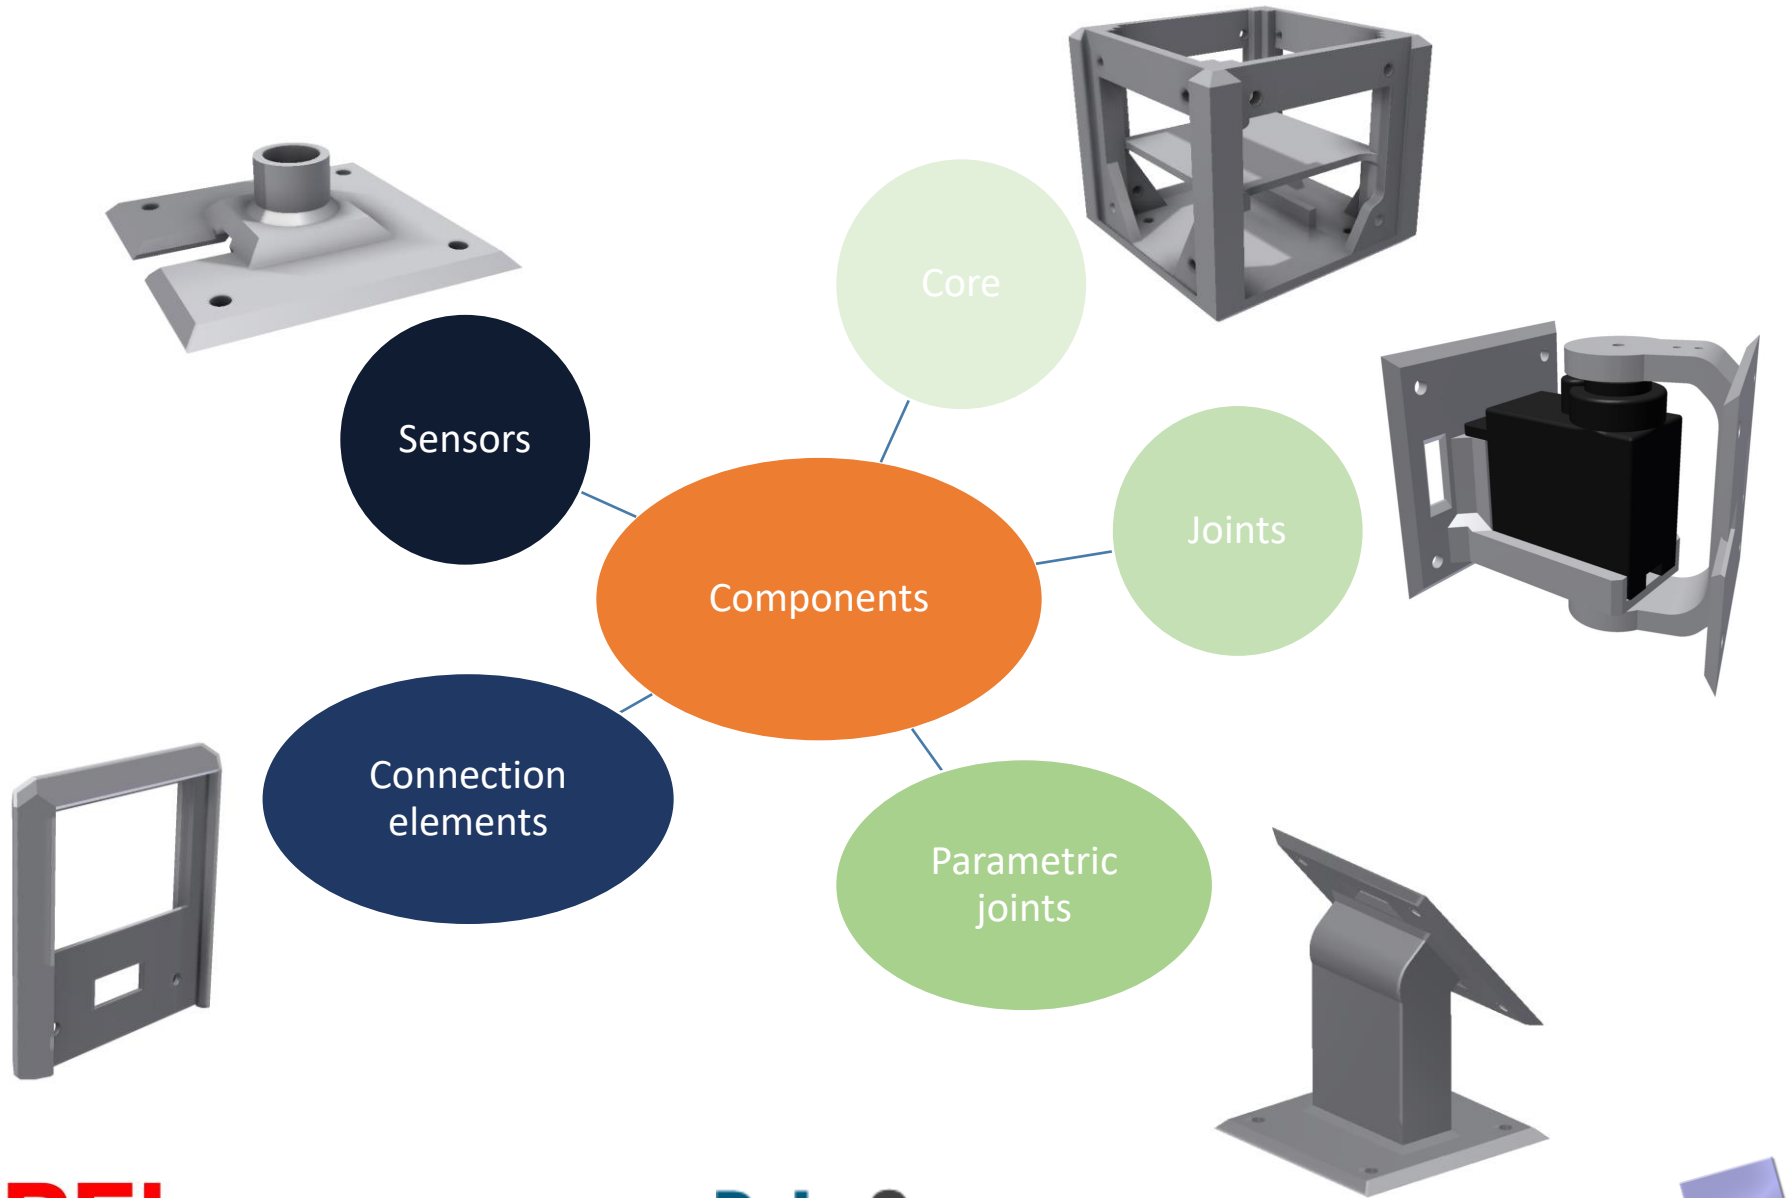 Core
Sensors
Joints
Components
Connection
elements
Parametric
joints